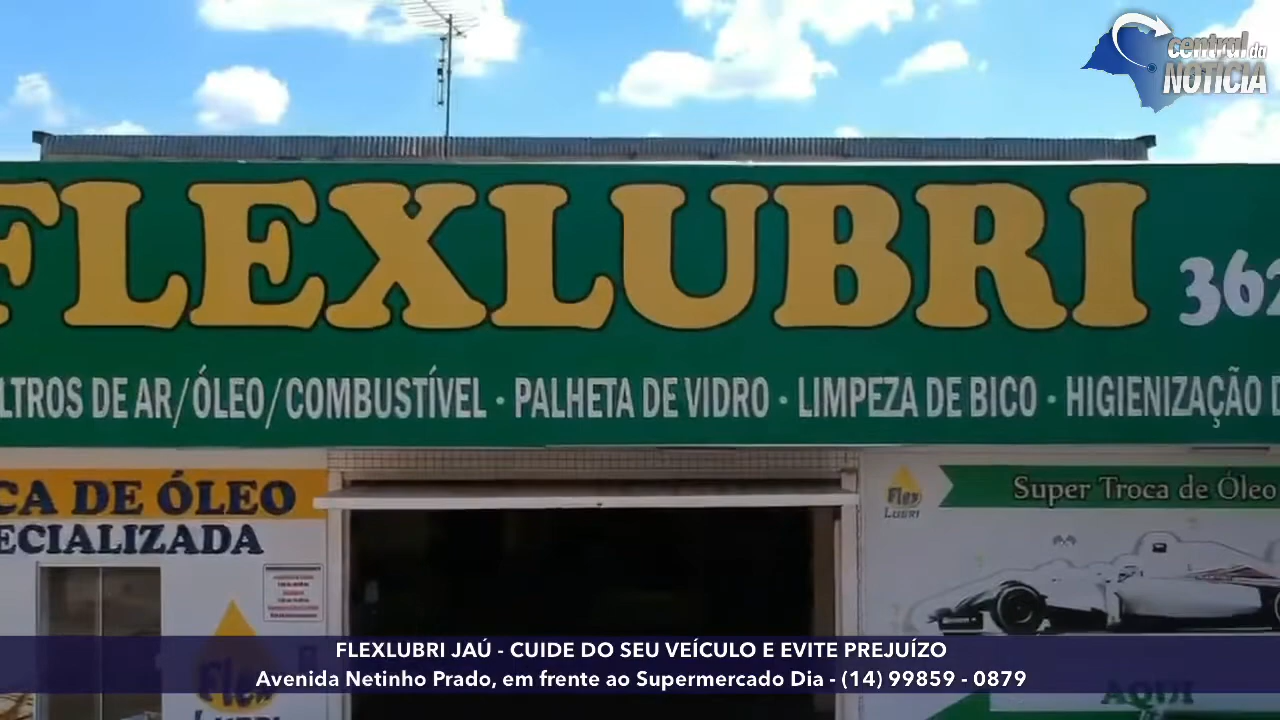 central da
NOTÍCIA
FLEXLUBRI
362
LTROS DE AR/ÓLEO/COMBUSTÍVEL · PALHETA DE VIDRO · LIMPEZA DE BICO · HIGIENIZAÇÃO
CA DE ÓLEO
ECIALIZADA
Flex
LUBRI
Super Troca de Óleo
Flex
LUBRI
AQUI
FLEXLUBRI JAÚ - CUIDE DO SEU VEÍCULO E EVITE PREJUÍZO
Avenida Netinho Prado, em frente ao Supermercado Dia - (14) 99859 - 0879